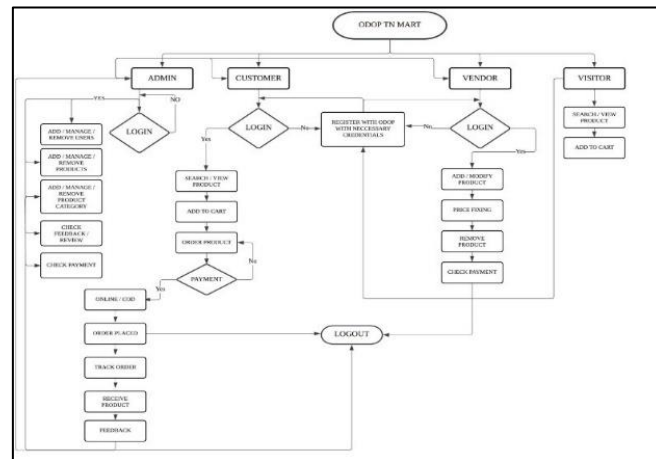 ODOP TN MART
ADMIN
CUSTOMER
VENDOR
VISITOR
YES
NO
LOGIN
ADD / MANAGE /
REMOVE USERS
ADD / MANAGE /
REMOVE
PRODUCTS
ADD / MANAGE /
REMOVE
PRODUCT
CATEGORY
CHECK
FEEDBACK /
REVIEW
CHECK PAYMENT
LOGIN
No
Yes
REGISTER WITH ODOP
WITH NECCESSARY
CREDENTIALS
SEARCH / VIEW
PRODUCT
ADD TO CART
ORDER PRODUCT
PAYMENT
No
Yes
ONLINE / COD
ORDER PLACED
TRACK ORDER
RECEIVE
PRODUCT
FEEDBACK
No
LOGIN
Yes
ADD / MODIFY
PRODUCT
PRICE FIXING
REMOVE
PRODUCT
CHECK PAYMENT
SEARCH / VIEW
PRODUCT
ADD TO CART
LOGOUT